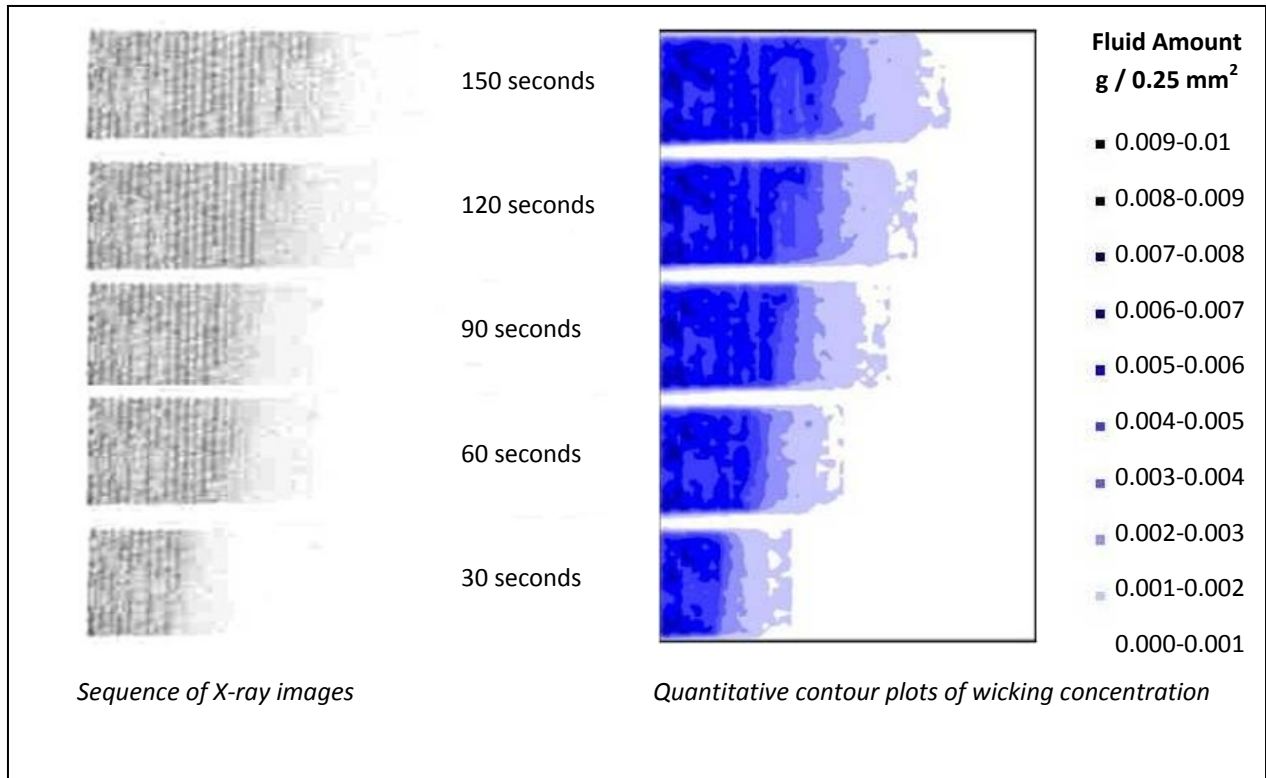 Fluid Amount
g / 0.25 mm²
150 seconds
120 seconds
90 seconds
60 seconds
30 seconds
0.009-0.01
0.008-0.009
0.007-0.008
0.006-0.007
0.005-0.006
0.004-0.005
0.003-0.004
0.002-0.003
0.001-0.002
0.000-0.001
Sequence of X-ray images
Quantitative contour plots of wicking concentration